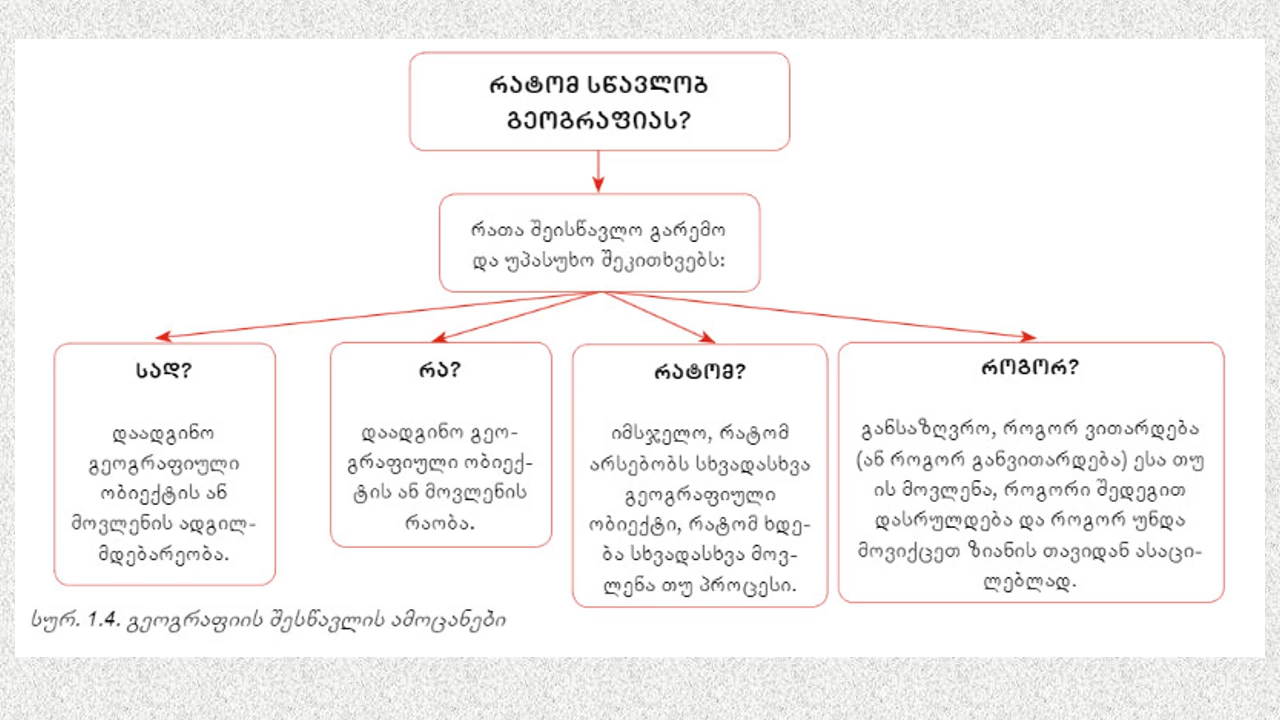 რატომ სწავლობ
გეოგრაფიას?
რათა შეისწავლო გარემო
და უპასუხო შეკითხვებს:
სად?
დაადგინო
გეოგრაფიული
ობიექტის ან
მოვლენის ადგილ-
მდებარეობა.
რა?
დაადგინო გეო-
გრაფიული ობიექ-
ტის ან მოვლენის
რაობა.
რატომ?
იმსჯელო, რატომ
არსებობს სხვადასხვა
გეოგრაფიული
ობიექტი, რატომ ხდე-
ბა სხვადასხვა მოვ-
ლენა თუ პროცესი.
როგორ?
განსაზღვრო, როგორ ვითარდება
(ან როგორ განვითარდება) ესა თუ
ის მოვლენა, როგორი შედეგით
დასრულდება და როგორ უნდა
მოვიქცეთ ზიანის თავიდან ასაცი-
ლებლად.
სურ. 1.4. გეოგრაფიის შესწავლის ამოცანები